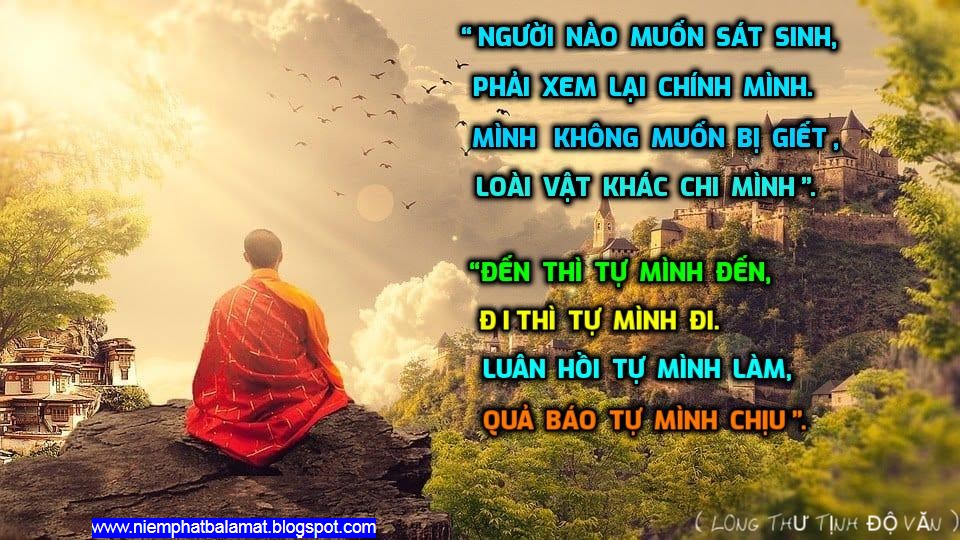 “ NGƯỜI NÀO MUỐN SÁT SINH,
PHẢI XEM LẠI CHÍNH MÌNH.
MÌNH KHÔNG MUỐN BỊ GIẾT,
LOÀI VẬT KHÁC CHI MÌNH ”.
“ĐẾN THÌ TỰ MÌNH ĐẾN,
ĐI THÌ TỰ MÌNH ĐI.
LUÂN HỒI TỰ MÌNH LÀM,
QUẢ BÁO TỰ MÌNH CHỊU ”.
www.niemphatbalamat.blogspot.com
( LONG THƯ TỊNH ĐỘ VĂN )